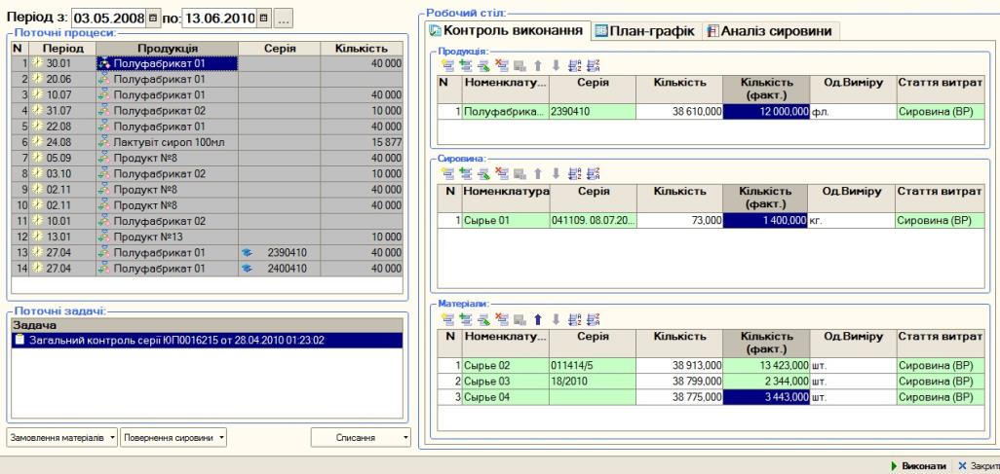 Період з: 03.05.2008 по: 13.06.2010 ...
Поточні процеси:
N Період Продукція Серія Кількість
1 30.01 Полуфабрикат 01 40 000
2 20.06 Полуфабрикат 01
3 10.07 Полуфабрикат 01 40 000
4 31.07 Полуфабрикат 02 10 000
5 22.08 Полуфабрикат 01 40 000
6 24.08 Лактувіт сироп 100мл 15 877
7 05.09 Продукт №8 40 000
8 03.10 Полуфабрикат 02 10 000
9 02.11 Продукт №8 40 000
10 02.11 Продукт №8 40 000
11 10.01 Полуфабрикат 02
12 13.01 Продукт №13 10 000
13 27.04 Полуфабрикат 01 2390410 40 000
14 27.04 Полуфабрикат 01 2400410 40 000
Поточні задачі:
Задача
Загальний контроль серії ЮП0016215 от 28.04.2010 01:23:02
Замовлення матеріалів Повернення сировини Списання
Робочий стіл:
Контроль виконання План-графік Аналіз сировини
Продукція:
N Номенклату... Серія Кількість Кількість (факт.) Од.Виміру Стаття витрат
1 Полуфабрика... 2390410 38 610,000 12 000,000 фл. Сировина (ВР)
Сировина:
N Номенклатура Серія Кількість Кількість (факт.) Од.Виміру Стаття витрат
1 Сырье 01 041109. 08.07.20... 73,000 1 400,000 кг. Сировина (ВР)
Матеріали:
N Номенклату... Серія Кількість Кількість (факт.) Од.Виміру Стаття витрат
1 Сырье 02 011414/5 38 913,000 13 423,000 шт. Сировина (ВР)
2 Сырье 03 18/2010 38 799,000 2 344,000 шт. Сировина (ВР)
3 Сырье 04 38 775,000 3 443,000 шт. Сировина (ВР)
Виконати Закрити